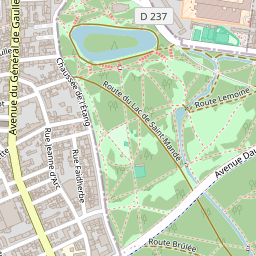 D 237
Avenue du Général de Gaulle
Chaussée de l'Étang
Route du Lac de Saint-Mandé
Route Lemoine
Rue Jeanne d'Arc
Rue Faidherbe
Avenue Dau
Route Brûlée